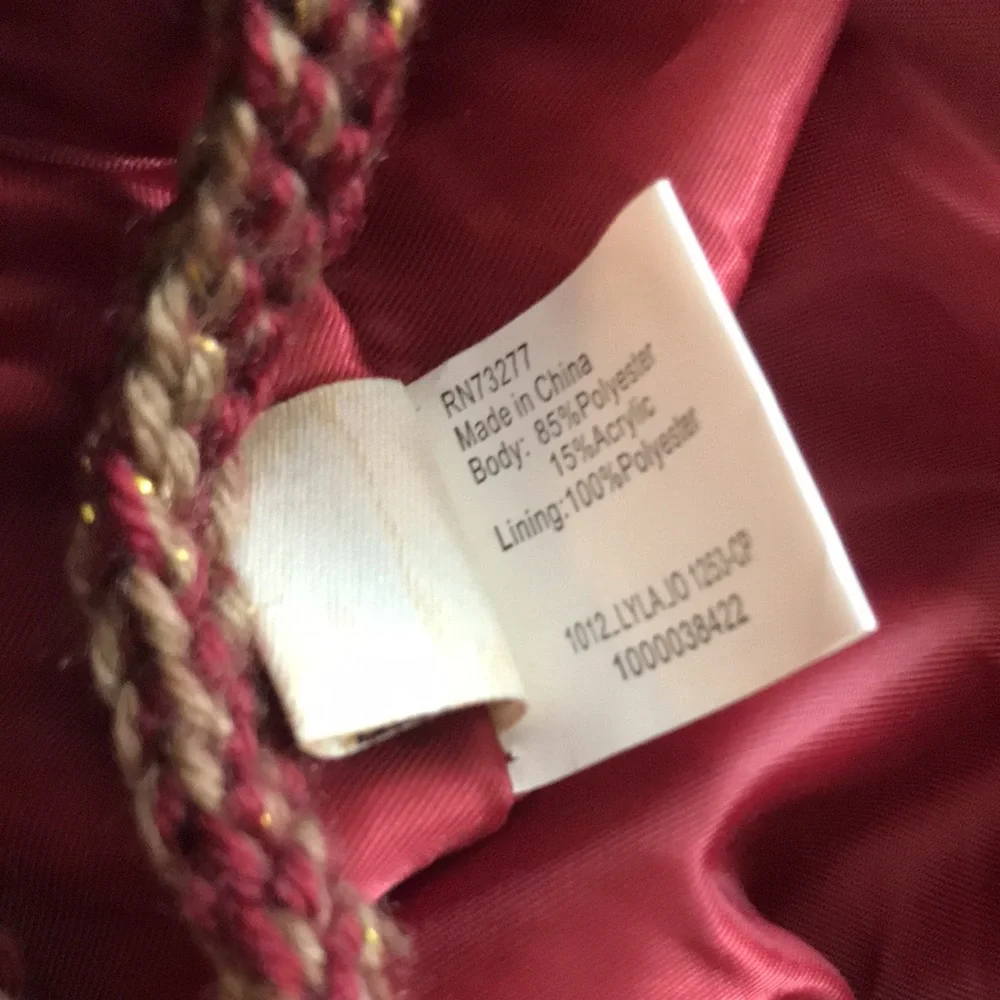 RN73277
Made in China
Body: 85%Polyester
15%Acrylic
Lining:100%Polyester
1012_LYLA_IO 1253-CP
1000038422